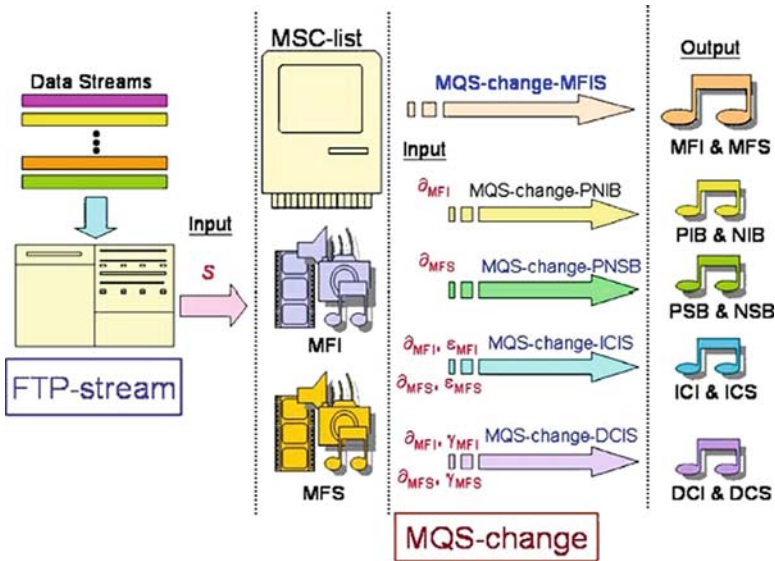 Data Streams
Input
S
FTP-stream
MSC-list
MFI
MFS
MQS-change-MFIS
Input
∂MFI
MQS-change-PNIB
∂MFS
MQS-change-PNSB
∂MFI, εMFI
MQS-change-ICIS
∂MFS, εMFS
∂MFI, γMFI
MQS-change-DCIS
∂MFS, γMFS
MQS-change
Output
MFI & MFS
PIB & NIB
PSB & NSB
ICI & ICS
DCI & DCS